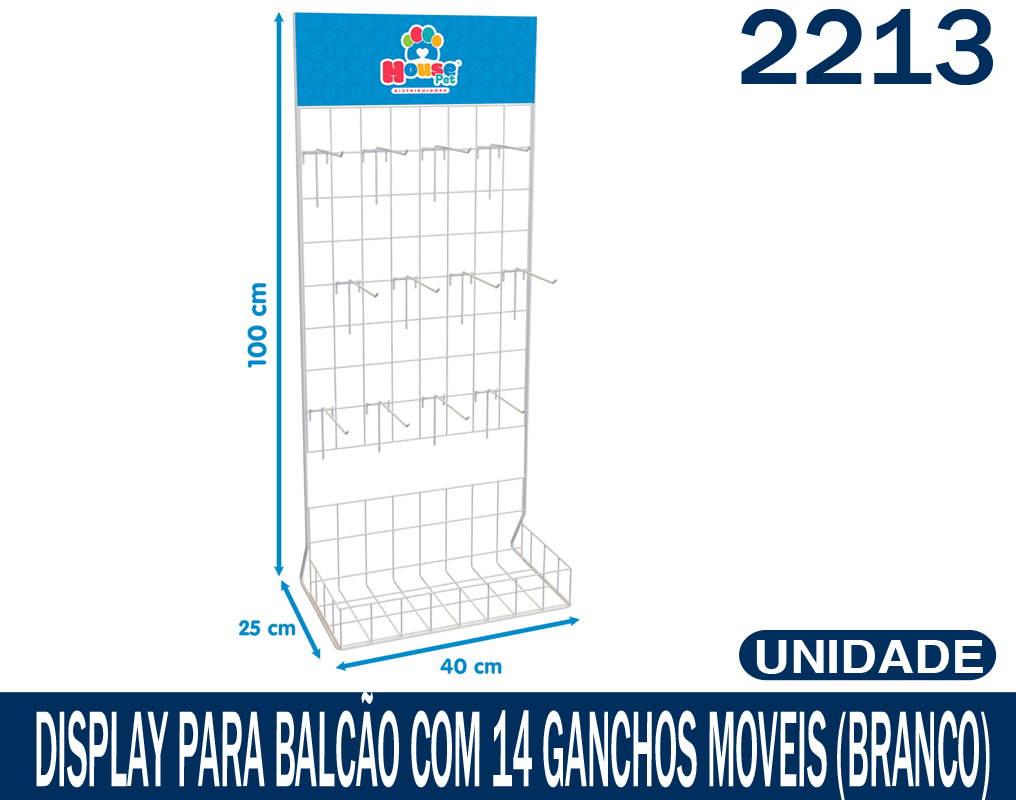 2213
House®
Pet
DISTRIBUIDORA
100 cm
25 cm
40 cm
UNIDADE
DISPLAY PARA BALCÃO COM 14 GANCHOS MOVEIS (BRANCO)